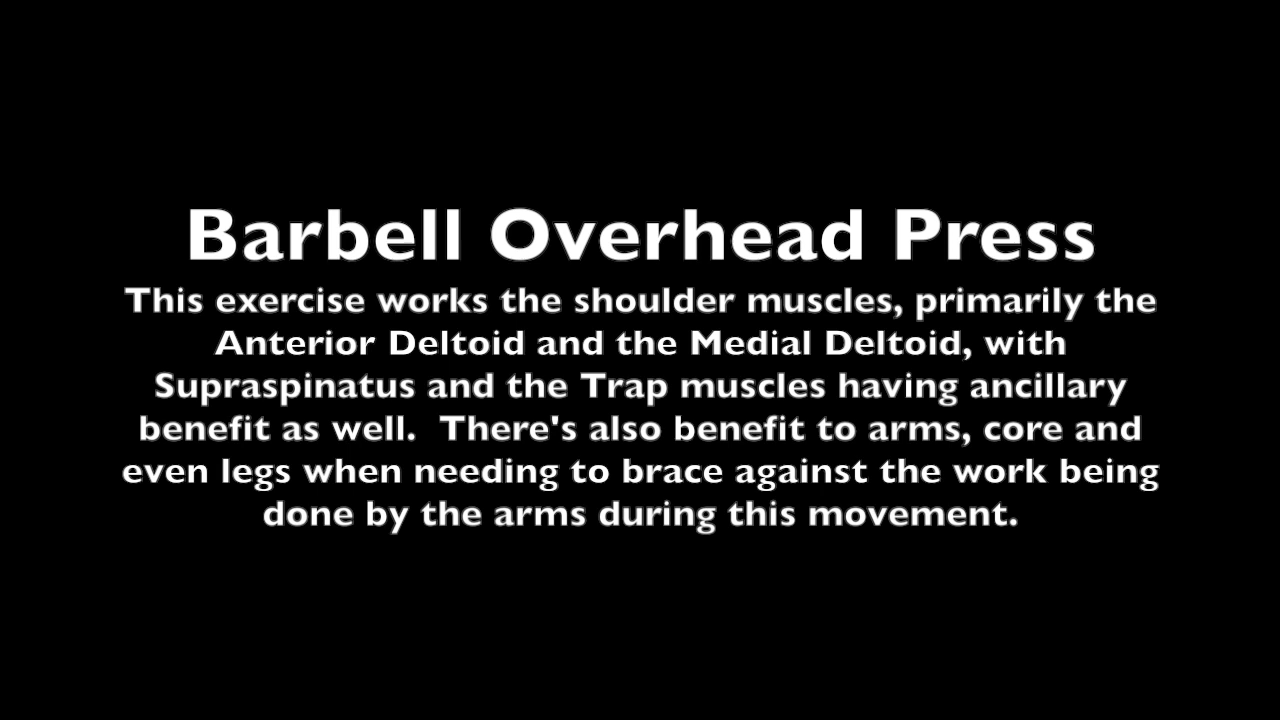 Barbell Overhead Press
This exercise works the shoulder muscles, primarily the
Anterior Deltoid and the Medial Deltoid, with
Supraspinatus and the Trap muscles having ancillary
benefit as well.  There's also benefit to arms, core and
even legs when needing to brace against the work being
done by the arms during this movement.